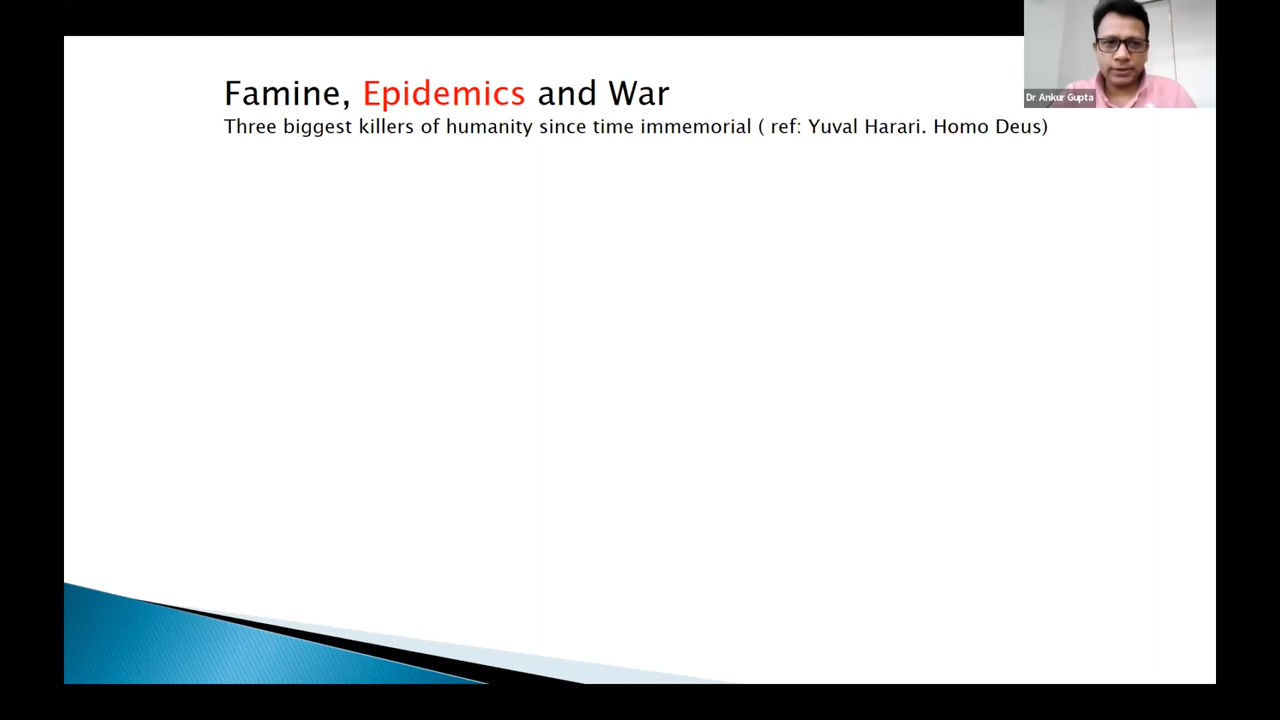 Famine, Epidemics and War
Three biggest killers of humanity since time immemorial ( ref: Yuval Harari. Homo Deus)
Dr Ankur Gupta